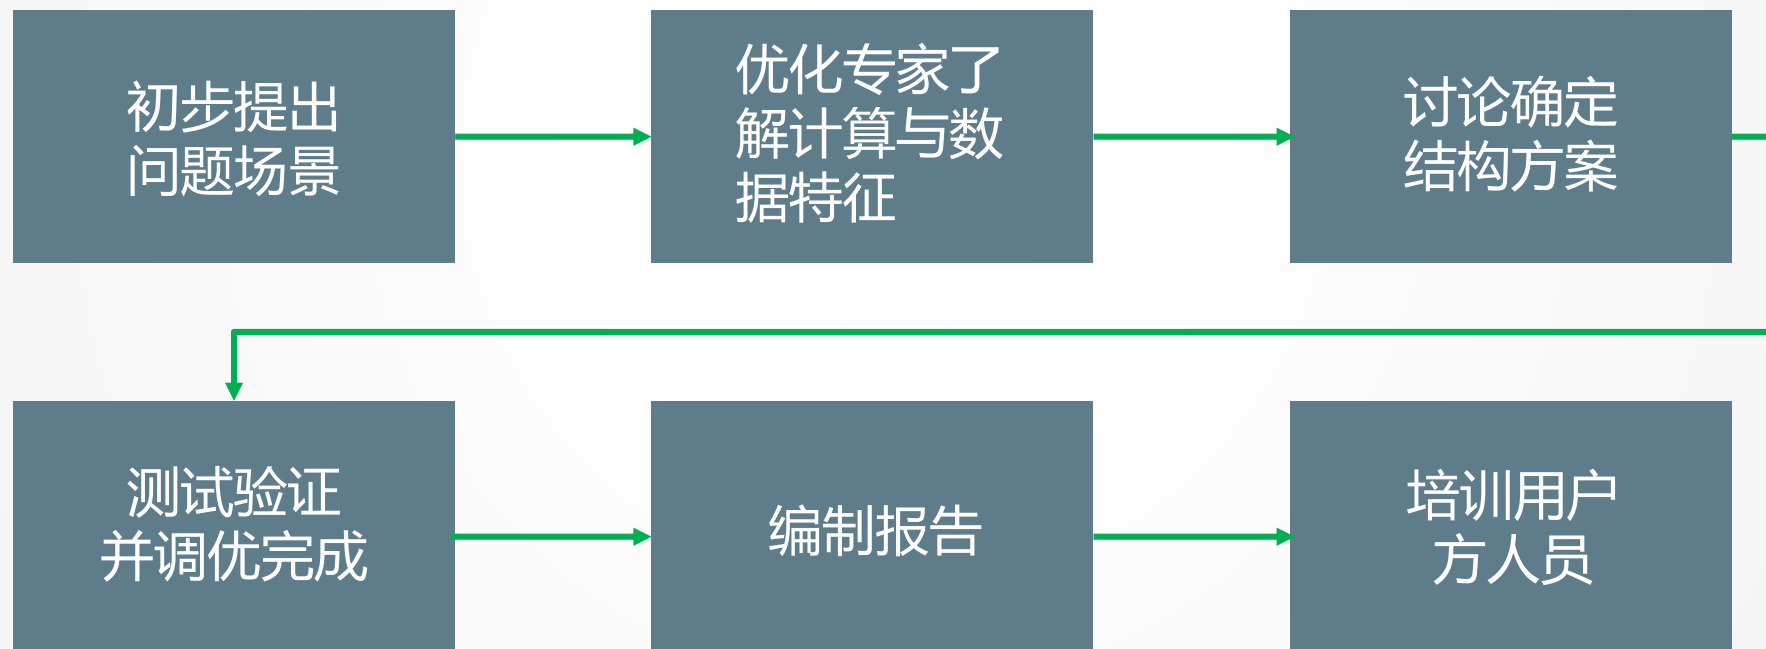 初步提出
问题场景
优化专家了
解计算与数
据特征
讨论确定
结构方案
测试验证
并调优完成
编制报告
培训用户
方人员